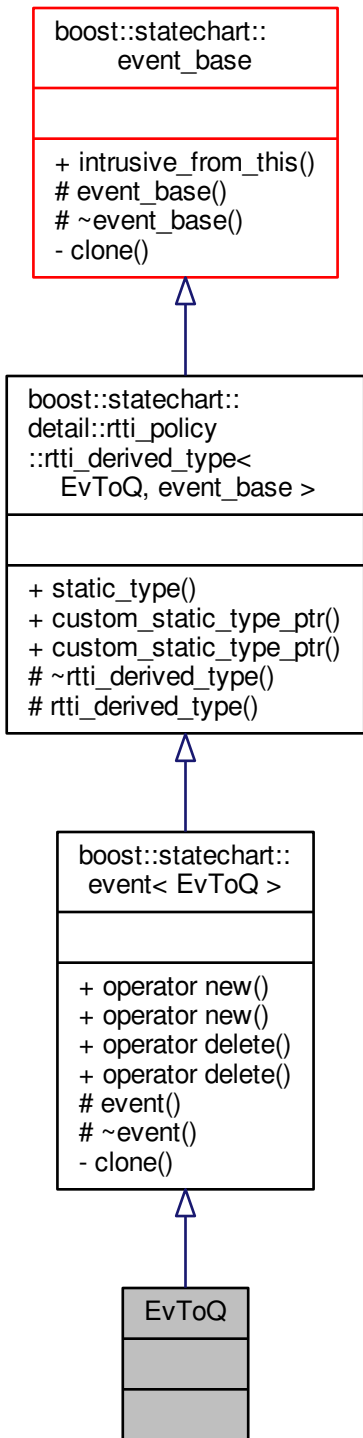 boost::statechart::
event_base
+ intrusive_from_this()
# event_base()
# ~event_base()
- clone()
boost::statechart::
detail::rtti_policy
::rtti_derived_type<
EvToQ, event_base >
+ static_type()
+ custom_static_type_ptr()
+ custom_static_type_ptr()
# ~rtti_derived_type()
# rtti_derived_type()
boost::statechart::
event< EvToQ >
+ operator new()
+ operator new()
+ operator delete()
+ operator delete()
# event()
# ~event()
- clone()
EvToQ